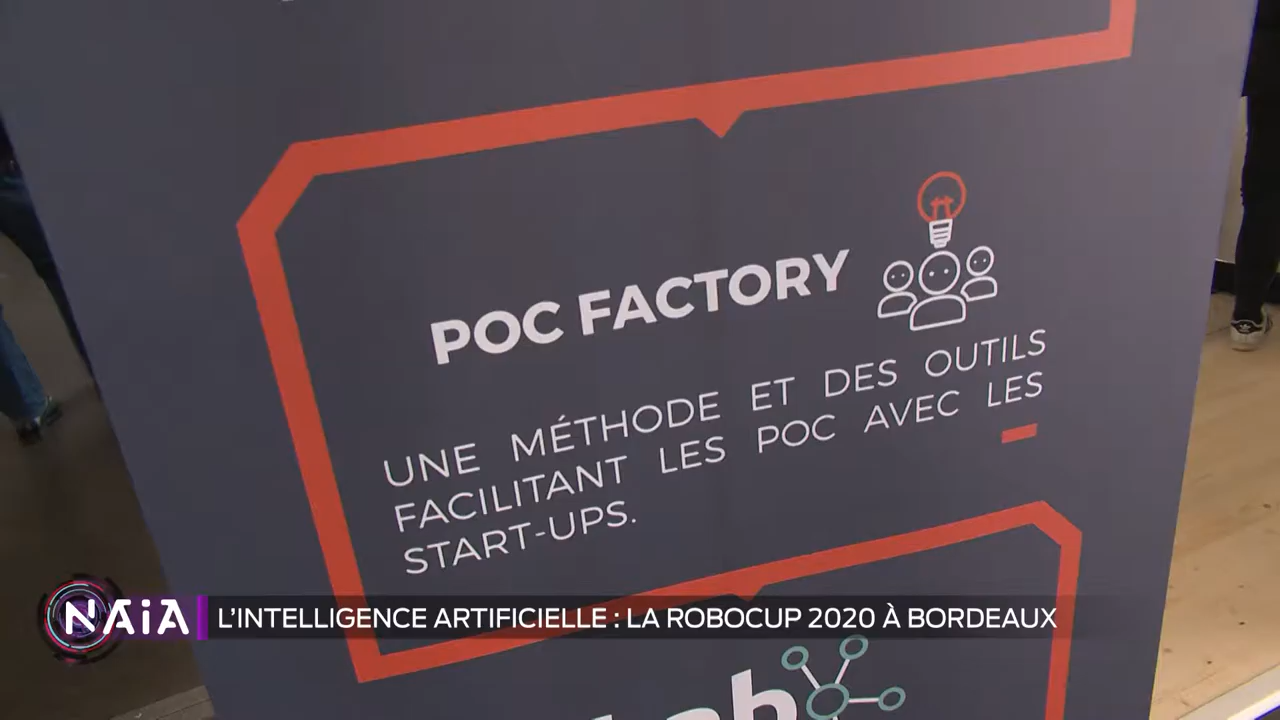 POC FACTORY
UNE MÉTHODE ET DES OUTILS
FACILITANT LES POC AVEC LES
START-UPS.
NAiA
L'INTELLIGENCE ARTIFICIELLE : LA ROBOCUP 2020 À BORDEAUX